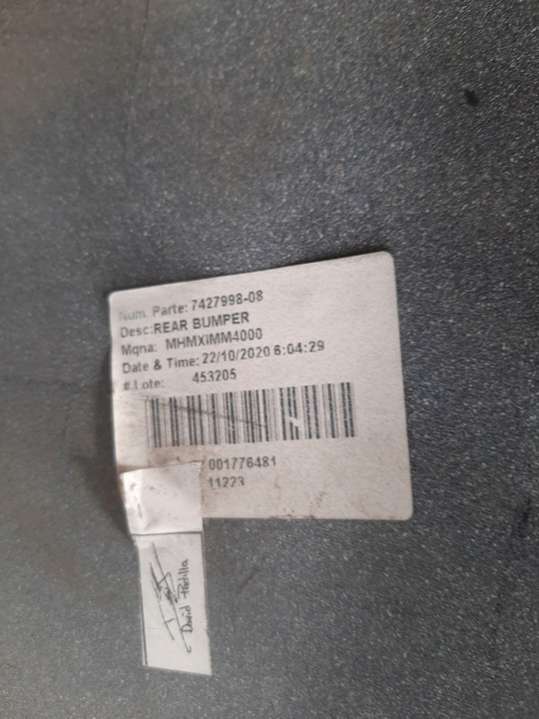 Num. Parte: 7427998-08
Desc:REAR BUMPER
Mqna: MHMXIMM4000
Date & Time: 22/10/2020 6:04:29
# Lote: 453205
001776481
11223
David Padilla